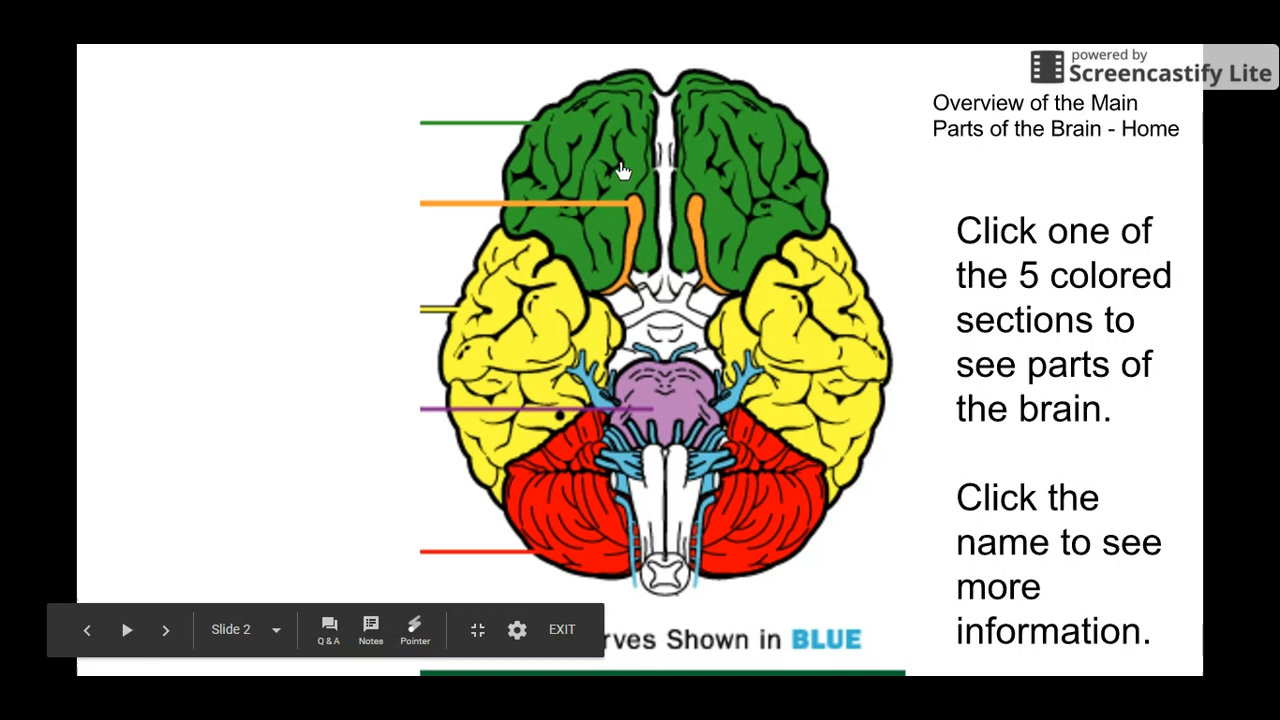 powered by
Screencastify Lite
Overview of the Main
Parts of the Brain - Home
Click one of
the 5 colored
sections to
see parts of
the brain.
Click the
name to see
more
information.
Slide 2
Q & A
Notes
Pointer
EXIT
rves Shown in BLUE